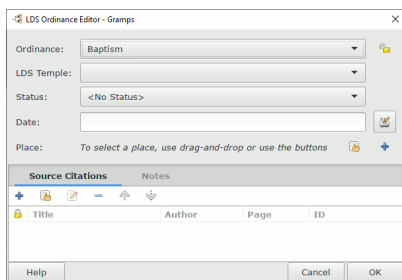 LDS Ordinance Editor - Gramps
Ordinance: Baptism
LDS Temple:
Status: <No Status>
Date:
Place: To select a place, use drag-and-drop or use the buttons
Source Citations Notes
Title Author Page ID
Help Cancel OK